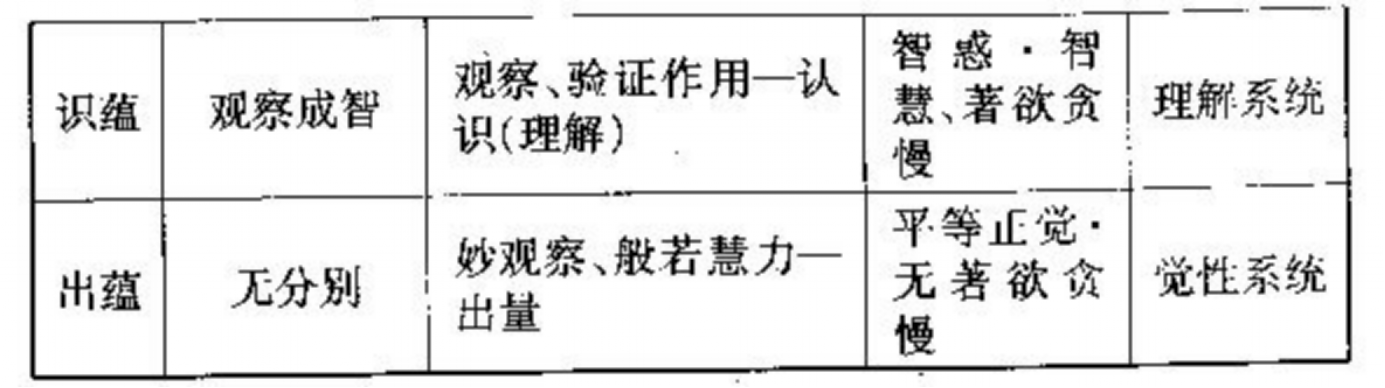 识蕴
观察成智
观察、验证作用—认
识(理解)
智惑·智
慧、著欲贪
慢
理解系统
出蕴
无分别
妙观察、般若慧力—
出量
平等正觉·
无著欲贪
慢
觉性系统